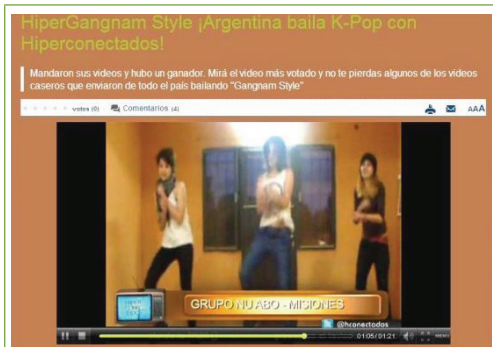 HiperGangnam Style ¡Argentina baila K-Pop con
Hiperconectados!
Mandaron sus videos y hubo un ganador. Mirá el video más votado y no te pierdas algunos de los videos
caseros que enviaron de todo el país bailando "Gangnam Style"
votos (0) Comentarios (4) AAA
GRUPO NU ABO - MISIONES
@hconectados
01:05/01:21 MENÚ